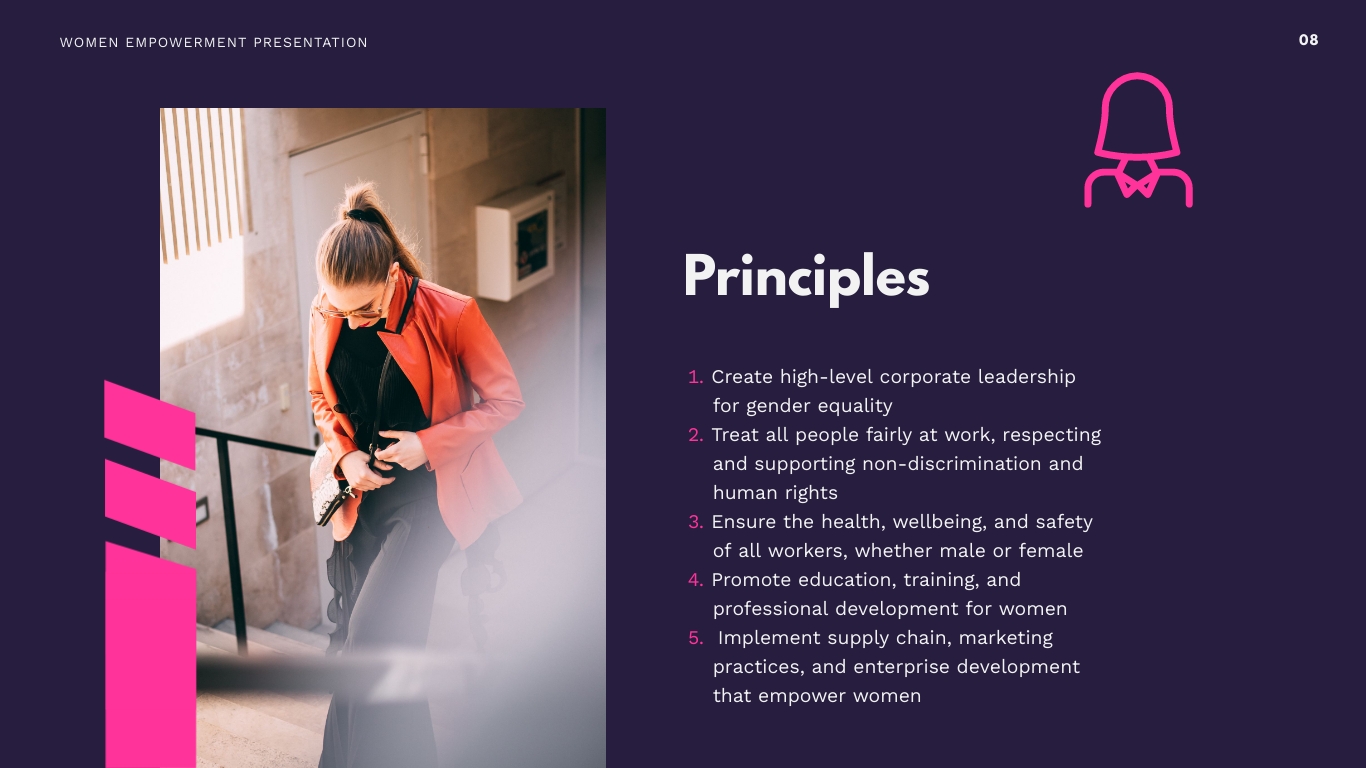 WOMEN EMPOWERMENT PRESENTATION
08
Principles
1. Create high-level corporate leadership
for gender equality
2. Treat all people fairly at work, respecting
and supporting non-discrimination and
human rights
3. Ensure the health, wellbeing, and safety
of all workers, whether male or female
4. Promote education, training, and
professional development for women
5. Implement supply chain, marketing
practices, and enterprise development
that empower women